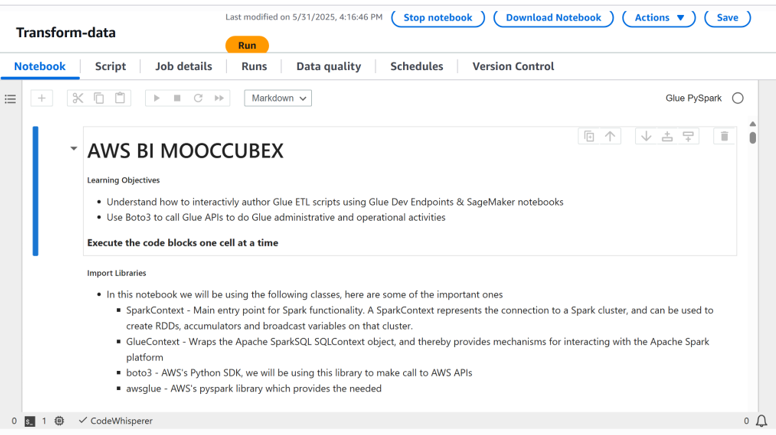 Transform-data
Last modified on 5/31/2025, 4:16:46 PM
Stop notebook
Download Notebook
Actions
Save
Run
Notebook
Script
Job details
Runs
Data quality
Schedules
Version Control
Markdown
Glue PySpark
AWS BI MOOCCUBEX
Learning Objectives
Understand how to interactivly author Glue ETL scripts using Glue Dev Endpoints & SageMaker notebooks
Use Boto3 to call Glue APIs to do Glue administrative and operational activities
Execute the code blocks one cell at a time
Import Libraries
In this notebook we will be using the following classes, here are some of the important ones
SparkContext - Main entry point for Spark functionality. A SparkContext represents the connection to a Spark cluster, and can be used to
create RDDs, accumulators and broadcast variables on that cluster.
GlueContext - Wraps the Apache SparkSQL SQLContext object, and thereby provides mechanisms for interacting with the Apache Spark
platform
boto3 - AWS's Python SDK, we will be using this library to make call to AWS APIs
awsglue - AWS's pyspark library which provides the needed
0
1
CodeWhisperer
0